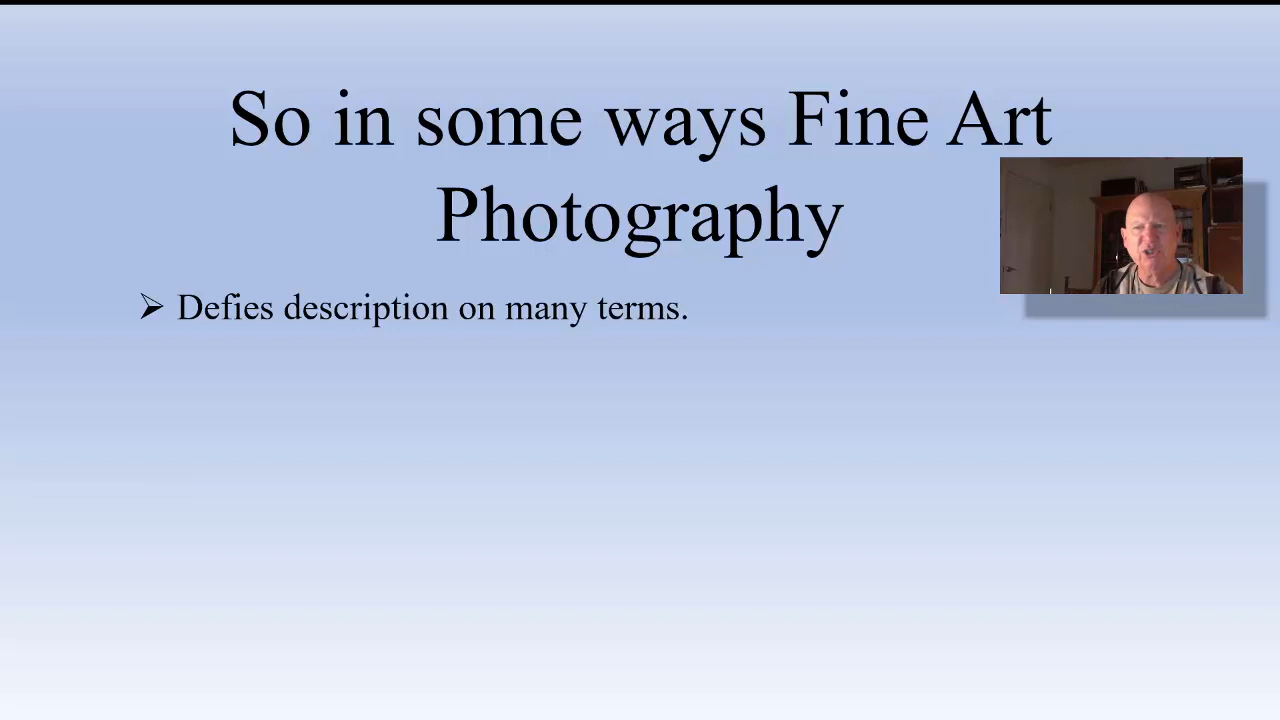 So in some ways Fine Art
Photography
➢ Defies description on many terms.